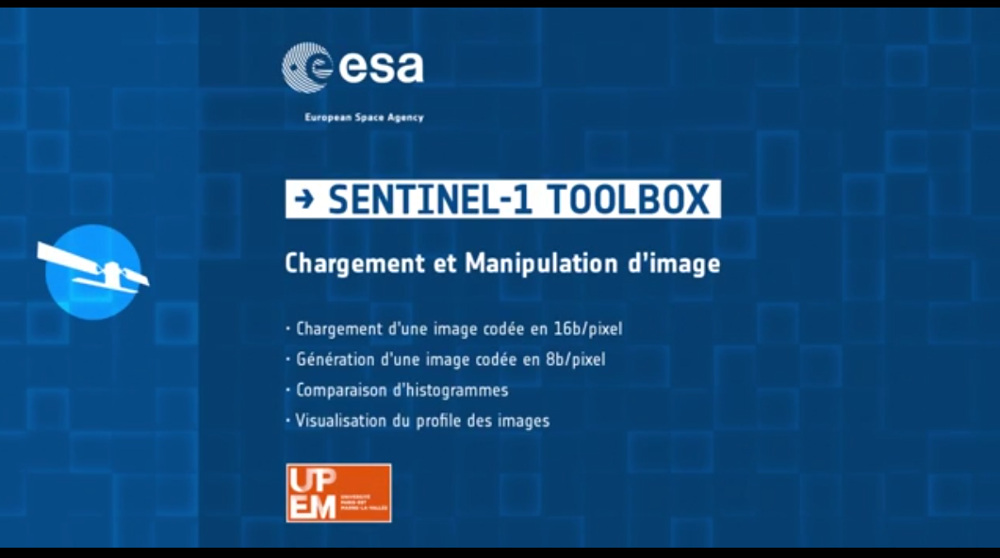 esa
European Space Agency
→ SENTINEL-1 TOOLBOX
Chargement et Manipulation d'image
· Chargement d'une image codée en 16b/pixel
· Génération d'une image codée en 8b/pixel
· Comparaison d'histogrammes
· Visualisation du profile des images
UP
EM
UNIVERSITÉ
PARIS-EST
MARNE-LA-VALLÉE